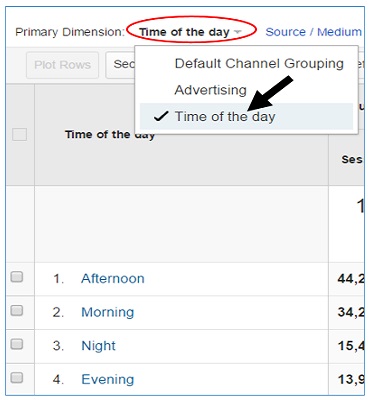 Primary Dimension: Time of the day Source / Medium
Default Channel Grouping
Advertising
Time of the day
Plot Rows Sec
Time of the day
Ses
1
1. Afternoon 44,2
2. Morning 34,2
3. Night 15,4
4. Evening 13,9